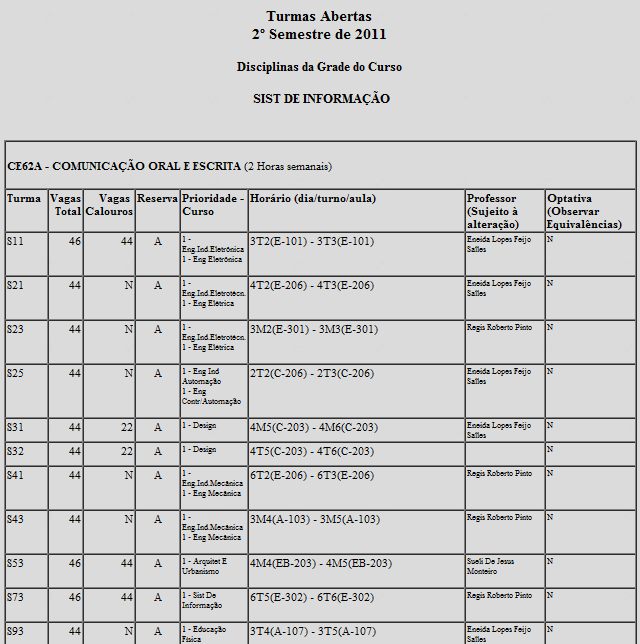 Turmas Abertas
2º Semestre de 2011
Disciplinas da Grade do Curso
SIST DE INFORMAÇÃO
CE62A - COMUNICAÇÃO ORAL E ESCRITA (2 Horas semanais)
Turma Vagas Total Vagas Calouros Reserva Prioridade - Curso Horário (dia/turno/aula) Professor (Sujeito à alteração) Optativa (Observar Equivalências)
S11 46 44 A 1 - Eng.Ind.Eletrônica 1 - Eng Eletrônica 3T2(E-101) - 3T3(E-101) Eneida Lopes Feijo Salles N
S21 44 N A 1 - Eng.Ind.Eletrotécn. 1 - Eng Elétrica 4T2(E-206) - 4T3(E-206) Eneida Lopes Feijo Salles N
S23 44 N A 1 - Eng.Ind.Eletrotécn. 1 - Eng Elétrica 3M2(E-301) - 3M3(E-301) Regis Roberto Pinto N
S25 44 N A 1 - Eng Ind Automação 1 - Eng Contr/Automação 2T2(C-206) - 2T3(C-206) Eneida Lopes Feijo Salles N
S31 44 22 A 1 - Design 4M5(C-203) - 4M6(C-203) Eneida Lopes Feijo Salles N
S32 44 22 A 1 - Design 4T5(C-203) - 4T6(C-203) N
S41 44 N A 1 - Eng.Ind.Mecânica 1 - Eng Mecânica 6T2(E-206) - 6T3(E-206) Regis Roberto Pinto N
S43 44 N A 1 - Eng.Ind.Mecânica 1 - Eng Mecânica 3M4(A-103) - 3M5(A-103) Regis Roberto Pinto N
S53 46 44 A 1 - Arquitet E Urbanismo 4M4(EB-203) - 4M5(EB-203) Sueli De Jesus Monteiro N
S73 46 44 A 1 - Sist De Informação 6T5(E-302) - 6T6(E-302) Regis Roberto Pinto N
S93 44 N A 1 - Educação Física 3T4(A-107) - 3T5(A-107) Eneida Lopes Feijo Salles N